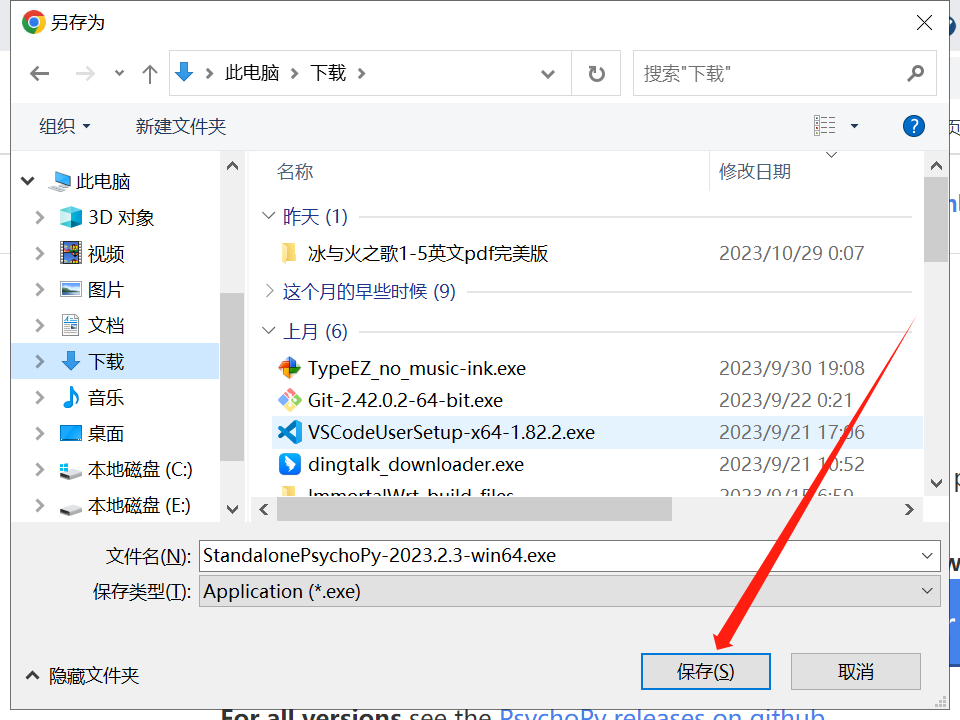 另存为
此电脑 下载
搜索"下载"
组织 新建文件夹
此电脑
3D 对象
视频
图片
文档
下载
音乐
桌面
本地磁盘 (C:)
本地磁盘 (E:)
名称 修改日期
昨天 (1)
冰与火之歌1-5英文pdf完美版 2023/10/29 0:07
这个月的早些时候 (9)
上月 (6)
TypeEZ_no_music-ink.exe 2023/9/30 19:08
Git-2.42.0.2-64-bit.exe 2023/9/22 0:21
VSCodeUserSetup-x64-1.82.2.exe 2023/9/21 17:06
dingtalk_downloader.exe 2023/9/21 10:52
ImmortalWrt_build_files 2023/9/15 6:59
文件名(N): StandalonePsychoPy-2023.2.3-win64.exe
保存类型(T): Application (*.exe)
隐藏文件夹 保存(S) 取消
For all versions see the PsychoPy releases on github